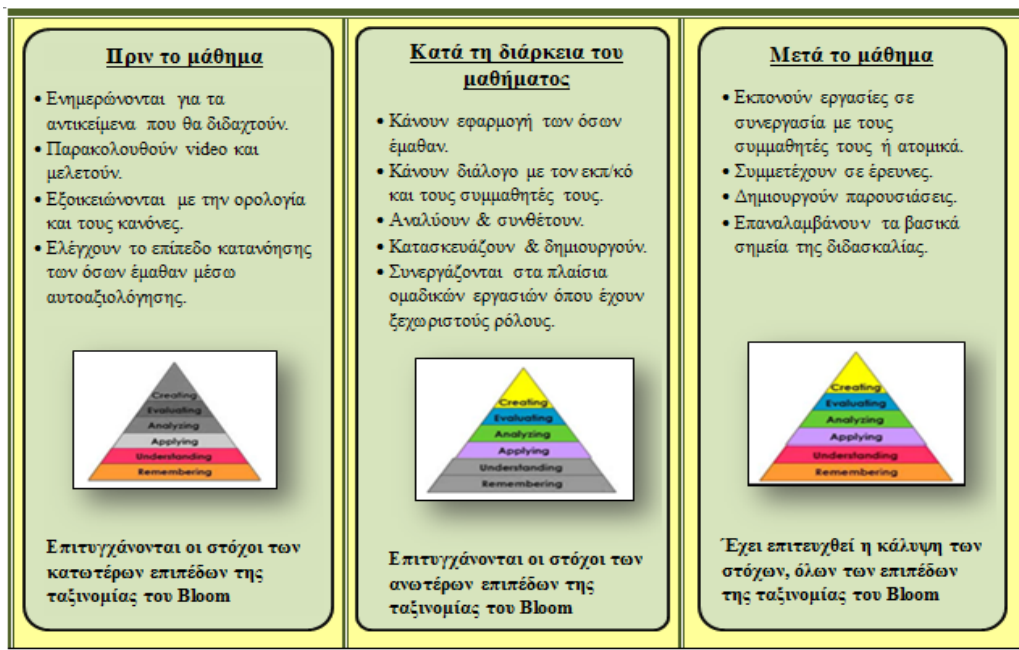 Πριν το μάθημα
• Ενημερώνονται για τα
αντικείμενα που θα διδαχτούν.
• Παρακολουθούν video και
μελετούν.
• Εξοικειώνονται με την ορολογία
και τους κανόνες.
• Ελέγχουν το επίπεδο κατανόησης
των όσων έμαθαν μέσω
αυτοαξιολόγησης.
Creating
Evaluating
Analyzing
Applying
Understanding
Remembering
Επιτυγχάνονται οι στόχοι των
κατωτέρων επιπέδων της
ταξινομίας του Bloom
Κατά τη διάρκεια του
μαθήματος
• Κάνουν εφαρμογή των όσων
έμαθαν.
• Κάνουν διάλογο με τον εκπ/κό
και τους συμμαθητές τους.
• Αναλύουν & συνθέτουν.
• Κατασκευάζουν & δημιουργούν.
• Συνεργάζονται στα πλαίσια
ομαδικών εργασιών όπου έχουν
ξεχωριστούς ρόλους.
Creating
Evaluating
Analyzing
Applying
Understanding
Remembering
Επιτυγχάνονται οι στόχοι των
ανωτέρων επιπέδων της
ταξινομίας του Bloom
Μετά το μάθημα
• Εκπονούν εργασίες σε
συνεργασία με τους
συμμαθητές τους ή ατομικά.
• Συμμετέχουν σε έρευνες.
• Δημιουργούν παρουσιάσεις.
• Επαναλαμβάνουν τα βασικά
σημεία της διδασκαλίας.
Creating
Evaluating
Analyzing
Applying
Understanding
Remembering
Έχει επιτευχθεί η κάλυψη των
στόχων, όλων των επιπέδων
της ταξινομίας του Bloom